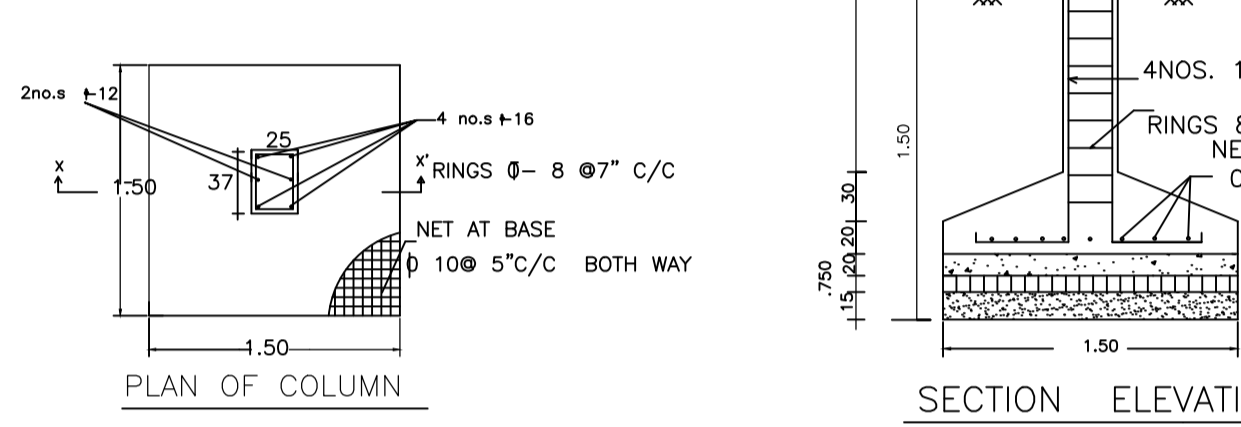 2no.s ϕ-12
25
4 no.s ϕ-16
X
X'
1.50
37
RINGS Φ- 8 @7" C/C
NET AT BASE
ϕ 10@ 5"C/C BOTH WAY
1.50
PLAN OF COLUMN
4NOS. 1
RINGS 8
NE
C
1.50
30
20
20
15
.750
1.50
SECTION ELEVATI